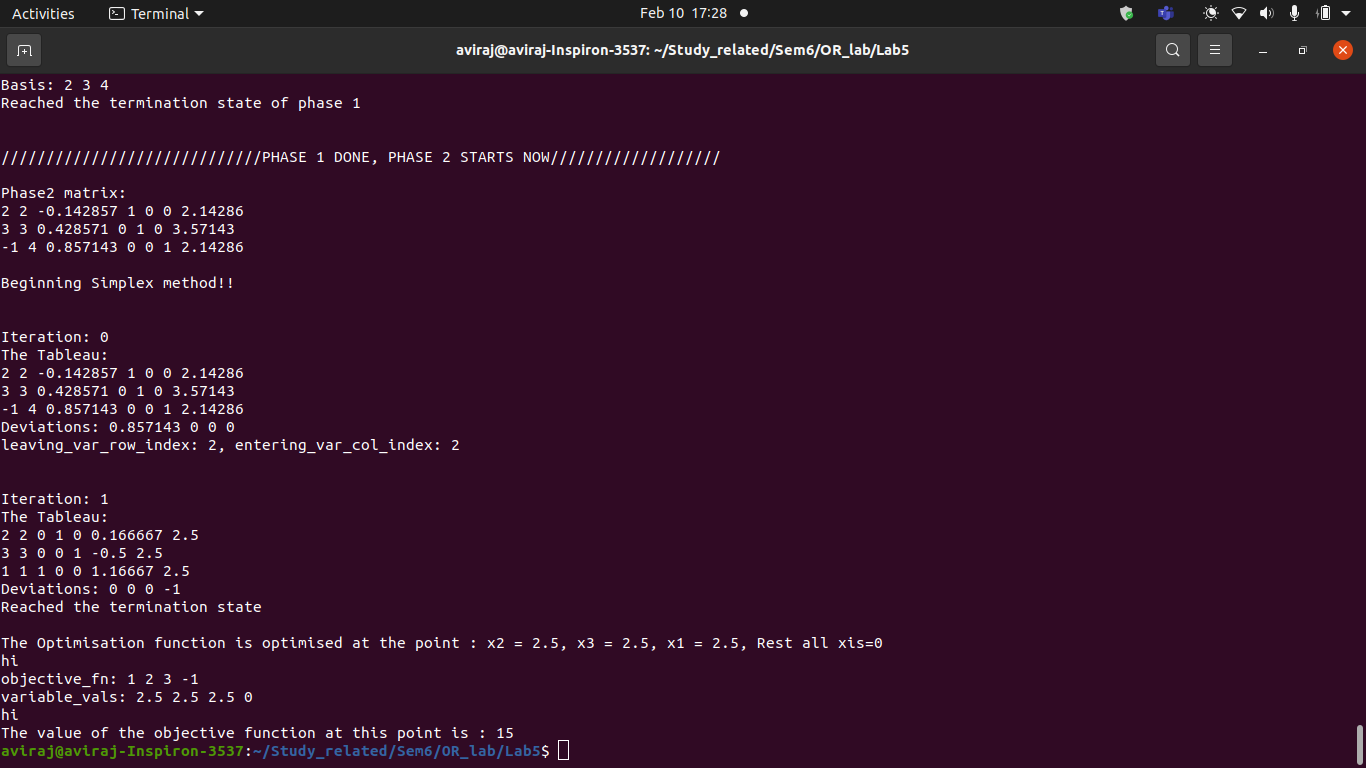 Activities Terminal Feb 10 17:28
aviraj@aviraj-Inspiron-3537: ~/Study_related/Sem6/OR_lab/Lab5
Basis: 2 3 4
Reached the termination state of phase 1
/////////////////////////////PHASE 1 DONE, PHASE 2 STARTS NOW///////////////////
Phase2 matrix:
2 2 -0.142857 1 0 0 2.14286
3 3 0.428571 0 1 0 3.57143
-1 4 0.857143 0 0 1 2.14286
Beginning Simplex method!!
Iteration: 0
The Tableau:
2 2 -0.142857 1 0 0 2.14286
3 3 0.428571 0 1 0 3.57143
-1 4 0.857143 0 0 1 2.14286
Deviations: 0.857143 0 0 0
leaving_var_row_index: 2, entering_var_col_index: 2
Iteration: 1
The Tableau:
2 2 0 1 0 0.166667 2.5
3 3 0 0 1 -0.5 2.5
1 1 1 0 0 1.16667 2.5
Deviations: 0 0 0 -1
Reached the termination state
The Optimisation function is optimised at the point : x2 = 2.5, x3 = 2.5, x1 = 2.5, Rest all xis=0
hi
objective_fn: 1 2 3 -1
variable_vals: 2.5 2.5 2.5 0
hi
The value of the objective function at this point is : 15
aviraj@aviraj-Inspiron-3537:~/Study_related/Sem6/OR_lab/Lab5$